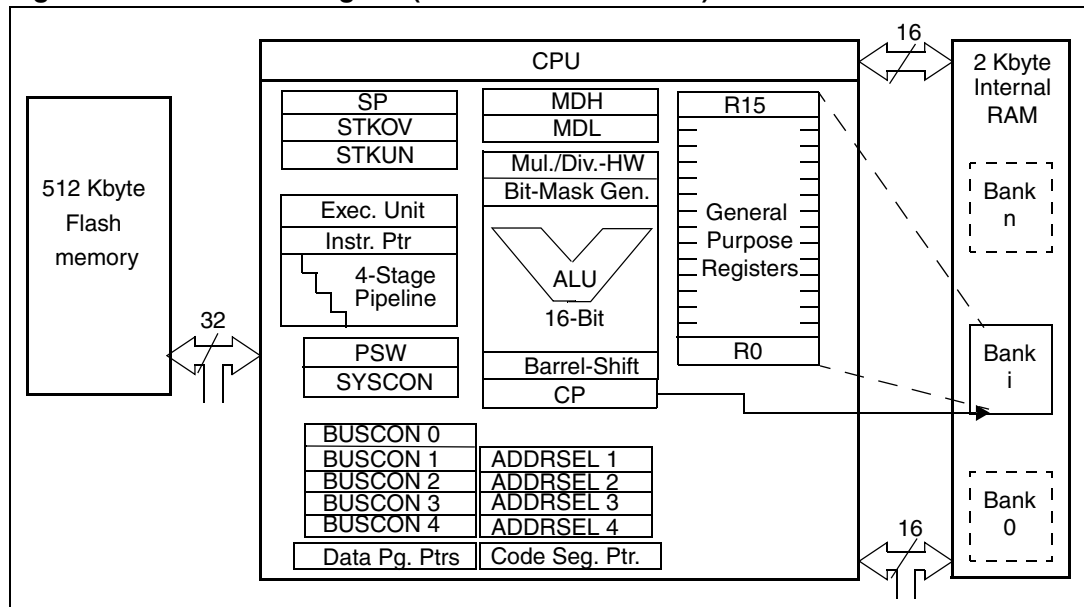 CPU
SP
STKOV
STKUN
MDH
MDL
Mul./Div.-HW
Bit-Mask Gen.
ALU
16-Bit
Barrel-Shift
CP
Exec. Unit
Instr. Ptr
4-Stage
Pipeline
PSW
SYSCON
R15
General
Purpose
Registers
R0
BUSCON 0
BUSCON 1
BUSCON 2
BUSCON 3
BUSCON 4
ADDRSEL 1
ADDRSEL 2
ADDRSEL 3
ADDRSEL 4
Data Pg. Ptrs
Code Seg. Ptr.
512 Kbyte
Flash
memory
32
16
2 Kbyte
Internal
RAM
Bank
n
Bank
i
Bank
0
16
16